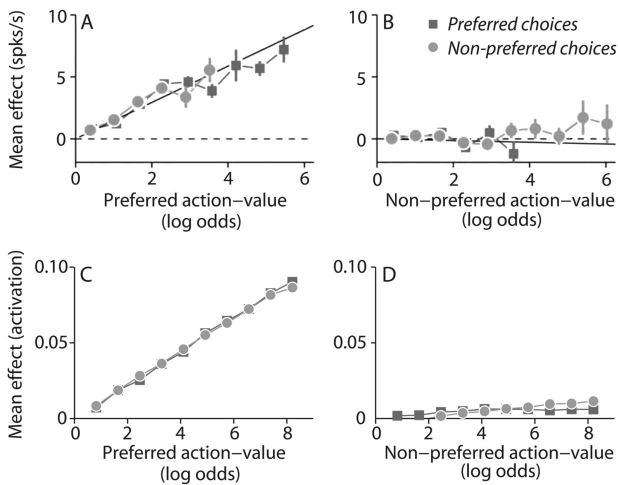 A
B
Preferred choices
Non-preferred choices
Mean effect (spks/s)
10
5
0
0 2 4 6
Preferred action−value
(log odds)
10
5
0
0 2 4 6
Non-preferred action−value
(log odds)
C
D
Mean effect (activation)
0.10
0.05
0
0 2 4 6 8
Preferred action−value
(log odds)
0.10
0.05
0
0 2 4 6 8
Non-preferred action−value
(log odds)